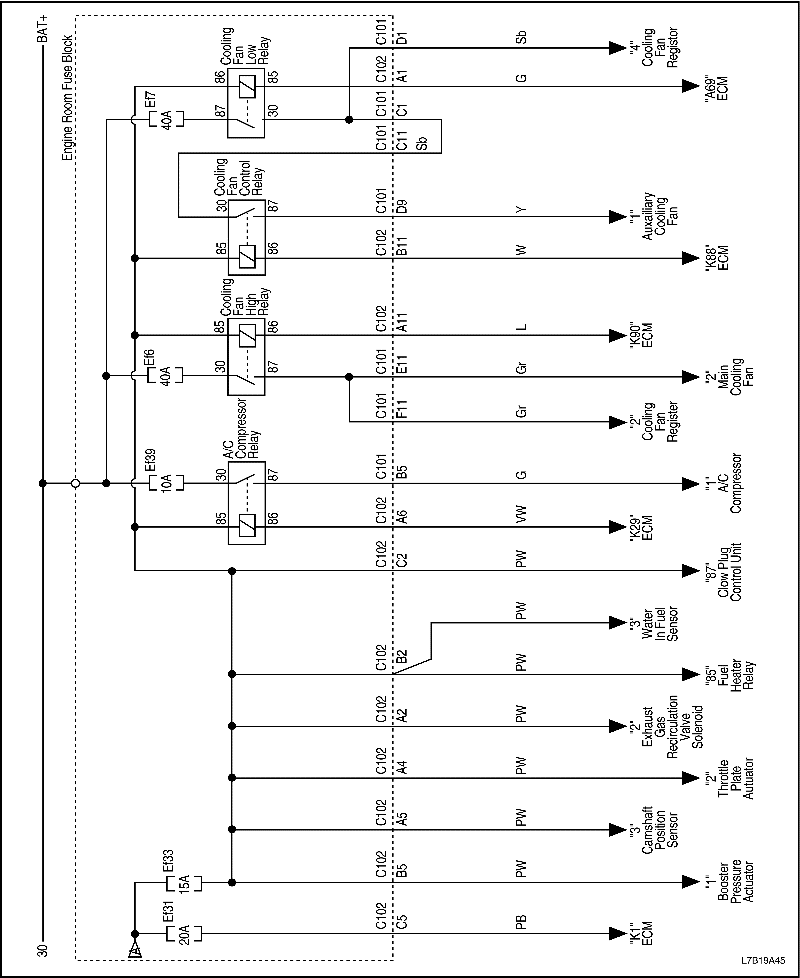 BAT+
30
Engine Room Fuse Block
Cooling
Fan
Low
Relay
86
85
87
30
Ef7
40A
C101
D1
Sb
"4"
Cooling
Fan
Registor
C102
A1
G
"A69"
ECM
C101
C1
C101
C11
Sb
Cooling
Fan
Control
Relay
30
87
85
86
C101
D9
Y
"1"
Auxailiary
Cooling
Fan
C102
B11
W
"K88"
ECM
Cooling
Fan
High
Relay
85
86
30
87
Ef6
40A
C102
A11
L
"K90"
ECM
C101
E11
Gr
"2"
Main
Cooling
Fan
C101
F11
Gr
"2"
Cooling
Fan
Register
A/C
Compressor
Relay
30
87
85
86
Ef39
10A
C101
B5
G
"1"
A/C
Compressor
C102
A6
VW
"K29"
ECM
C102
C2
PW
"87"
Clow Plug
Control Unit
PW
"3"
Water
In Fuel
Sensor
C102
B2
PW
"85"
Fuel
Heater
Relay
C102
A2
PW
"2"
Exhaust
Gas
Recirculation
Valve
Solenoid
C102
A4
PW
"2"
Throttle
Plate
Actuator
C102
A5
PW
"3"
Camshaft
Position
Sensor
Ef33
15A
C102
B5
PW
"1"
Booster
Pressure
Actuator
A
Ef31
20A
C102
C5
PB
"K1"
ECM
L7B19A45